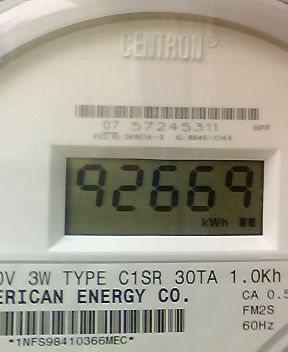 CENTRON
07 57245311
92669
kWh
0V 3W TYPE C1SR 30TA 1.0Kh
ERICAN ENERGY CO.
CA 0.5
FM2S
60Hz
*1NFS98410366MEC*